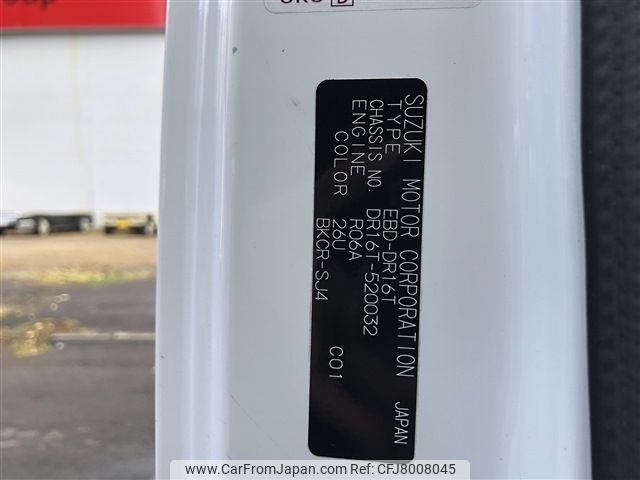 SUZUKI MOTOR CORPORATION JAPAN
TYPE EBD-DR16T
CHASSIS NO. DR16T-520032
ENGINE R06A
COLOR 26U C01
BKCR-SJ4
www.CarFromJapan.com | Ref. CFJ8008045